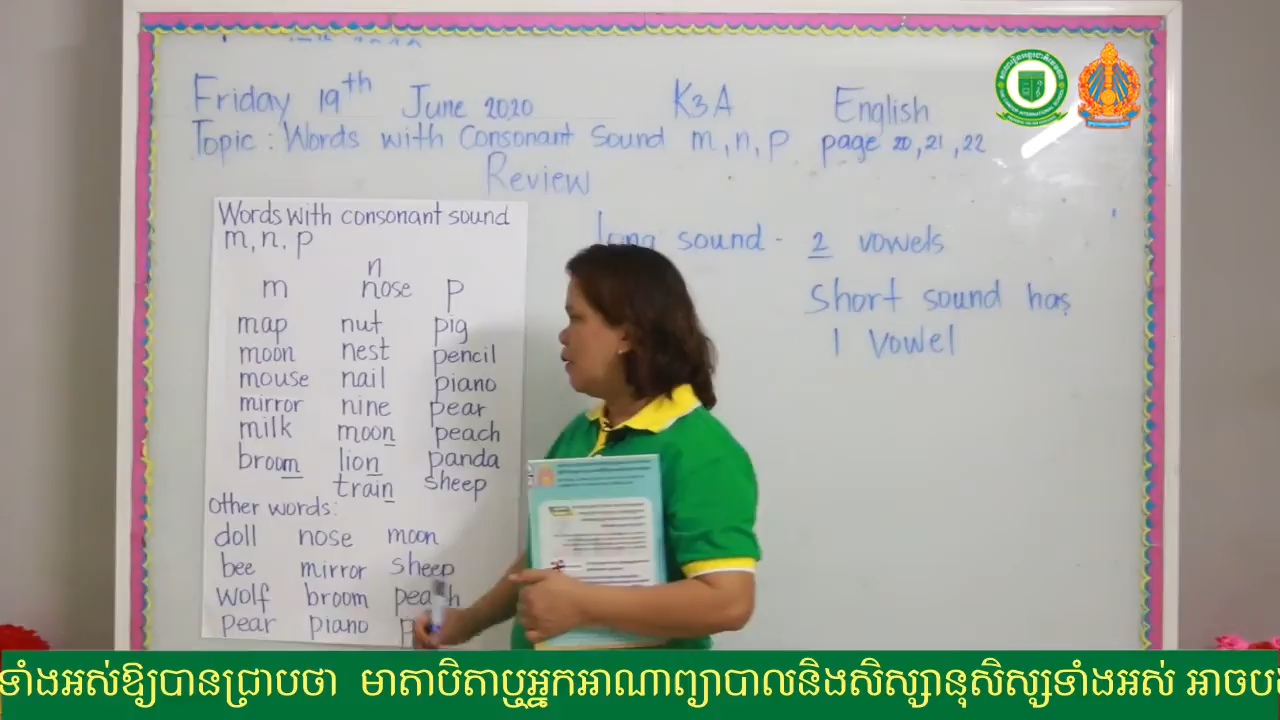 Friday 19th June 2020 K3A English
Topic : Words with Consonant Sound m, n, p page 20, 21, 22
Review
long sound - 2 vowels
Short sound has
1 vowel
Words with consonant sound
m, n, p
m n p
nose
map nut pig
moon nest pencil
mouse nail piano
mirror nine pear
milk moon peach
broom lion panda
train sheep
Other words:
doll nose moon
bee mirror sheep
wolf broom peach
pear piano
ទាំងអស់ឱ្យបានជ្រាបថា មាតាបិតាឬអ្នកអាណាព្យាបាលនិងសិស្សានុសិស្សទាំងអស់ អាច